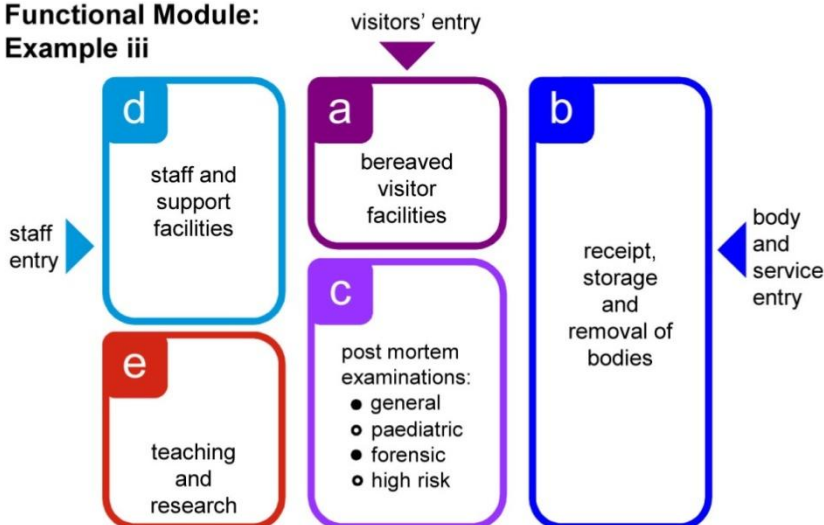 Functional Module:
Example iii
visitors' entry
d
staff and
support
facilities
staff
entry
a
bereaved
visitor
facilities
b
receipt,
storage
and
removal of
bodies
body
and
service
entry
c
post mortem
examinations:
● general
○ paediatric
● forensic
○ high risk
e
teaching
and
research